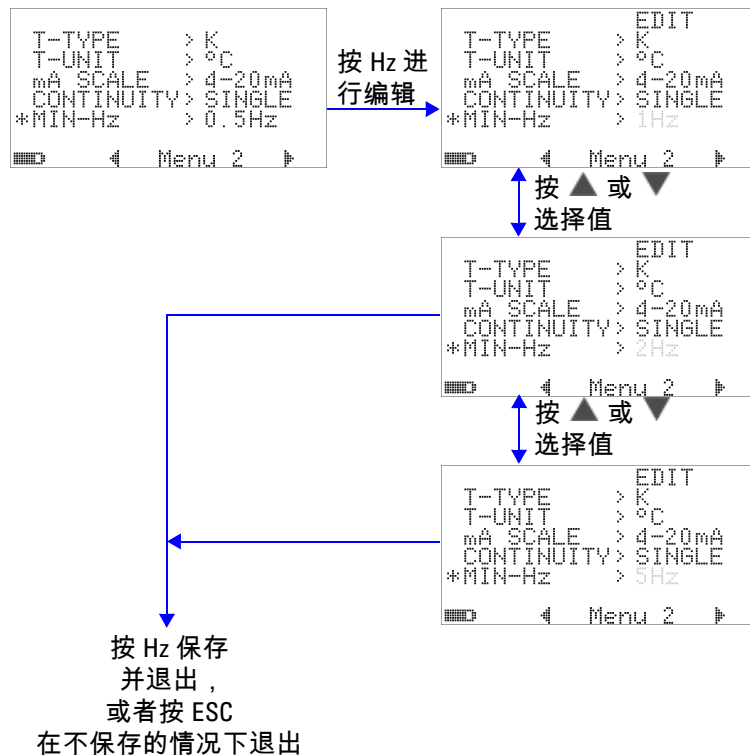 T-TYPE > K
T-UNIT > °C
mA SCALE > 4-20mA
CONTINUITY> SINGLE
*MIN-Hz > 0.5Hz
Menu 2
按 Hz 进
行编辑
EDIT
T-TYPE > K
T-UNIT > °C
mA SCALE > 4-20mA
CONTINUITY> SINGLE
*MIN-Hz > 1Hz
Menu 2
按 ▲ 或 ▼
选择值
EDIT
T-TYPE > K
T-UNIT > °C
mA SCALE > 4-20mA
CONTINUITY> SINGLE
*MIN-Hz > 2Hz
Menu 2
按 ▲ 或 ▼
选择值
EDIT
T-TYPE > K
T-UNIT > °C
mA SCALE > 4-20mA
CONTINUITY> SINGLE
*MIN-Hz > 5Hz
Menu 2
按 Hz 保存
并退出，
或者按 ESC
在不保存的情况下退出